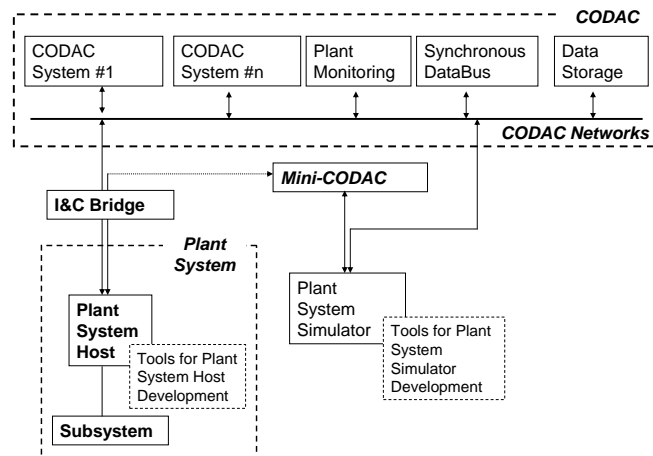 CODAC
CODAC
System #1
CODAC
System #n
Plant
Monitoring
Synchronous
DataBus
Data
Storage
CODAC Networks
Mini-CODAC
I&C Bridge
Plant
System
Plant
System
Host
Tools for Plant
System Host
Development
Subsystem
Plant
System
Simulator
Tools for Plant
System
Simulator
Development